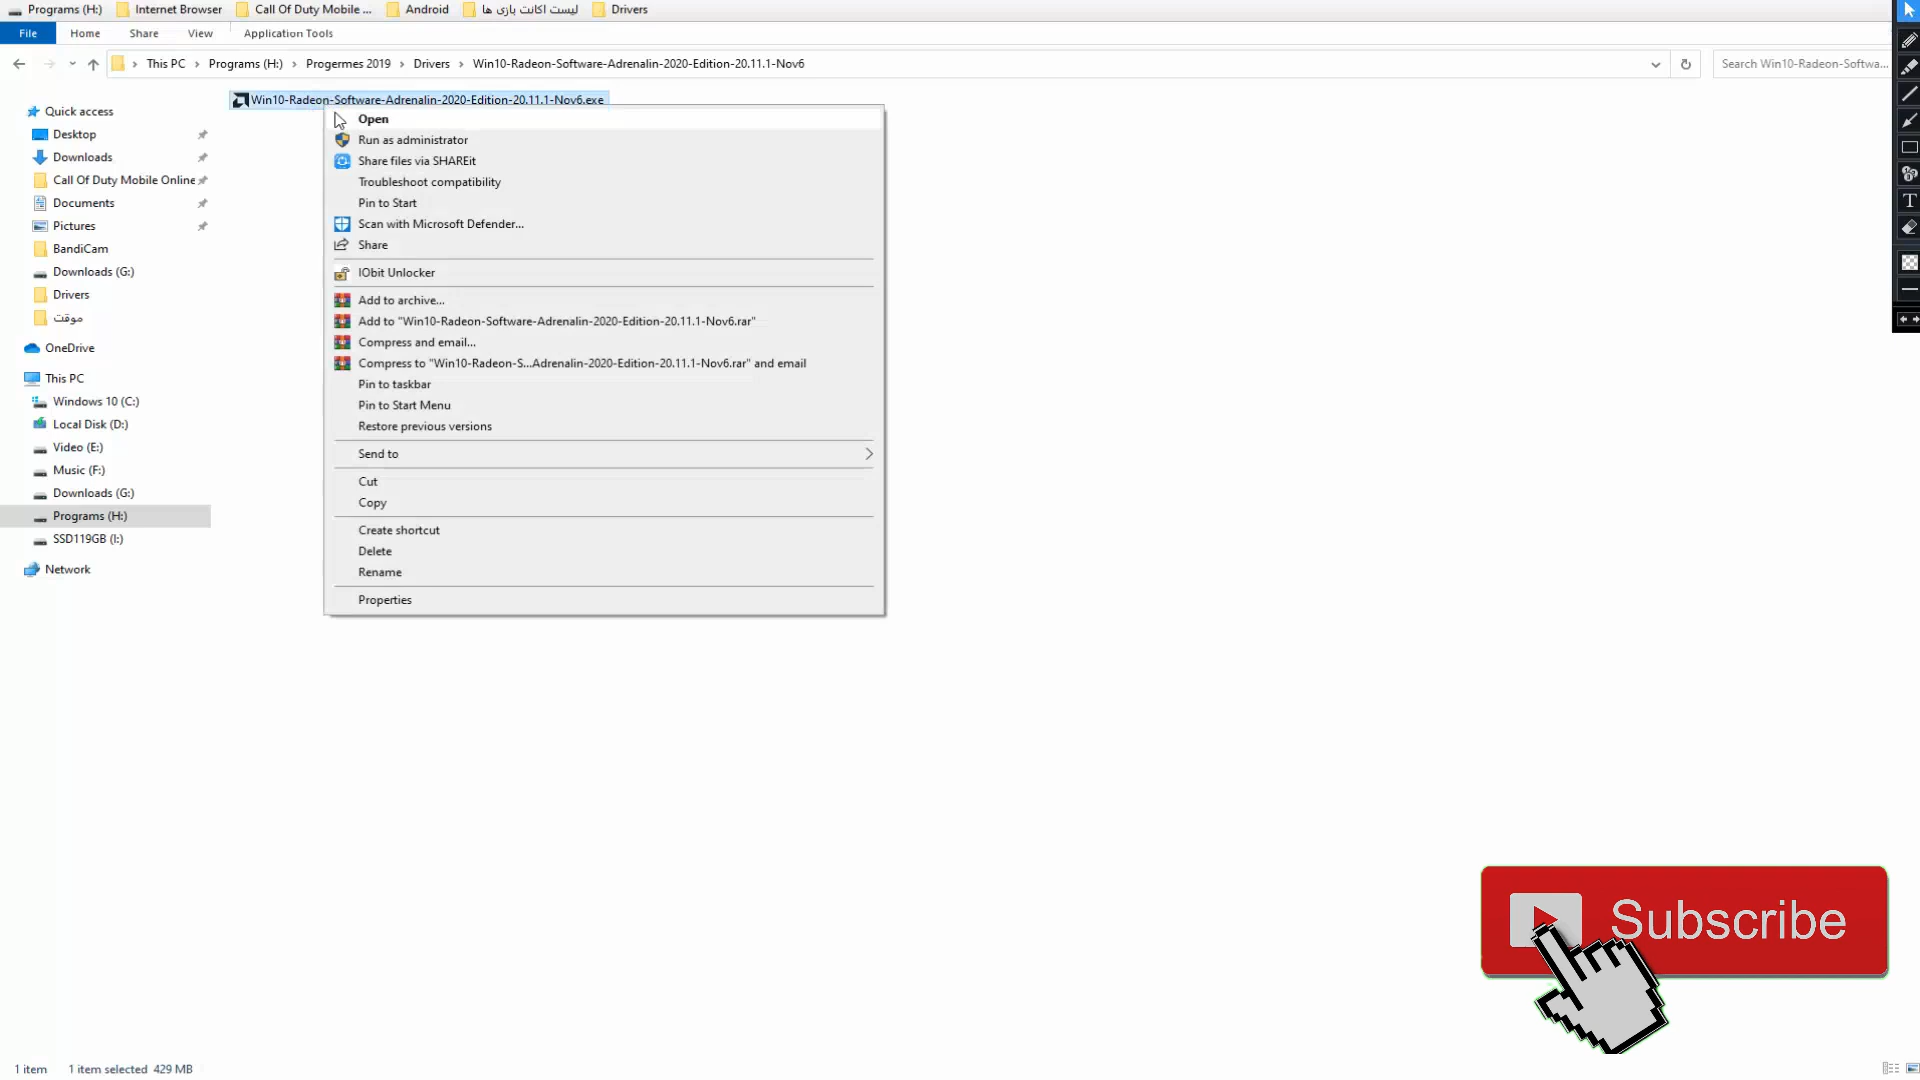 Programs (H:)
Internet Browser
Call Of Duty Mobile ...
Android
لیست اکانت بازی ها
Drivers
File
Home
Share
View
Application Tools
This PC
Programs (H:)
Progermes 2019
Drivers
Win10-Radeon-Software-Adrenalin-2020-Edition-20.11.1-Nov6
Search Win10-Radeon-Softwa...
Win10-Radeon-Software-Adrenalin-2020-Edition-20.11.1-Nov6.exe
Quick access
Desktop
Downloads
Call Of Duty Mobile Online
Documents
Pictures
BandiCam
Downloads (G:)
Drivers
موقت
OneDrive
This PC
Windows 10 (C:)
Local Disk (D:)
Video (E:)
Music (F:)
Downloads (G:)
Programs (H:)
SSD119GB (I:)
Network
Open
Run as administrator
Share files via SHAREit
Troubleshoot compatibility
Pin to Start
Scan with Microsoft Defender...
Share
IObit Unlocker
Add to archive...
Add to "Win10-Radeon-Software-Adrenalin-2020-Edition-20.11.1-Nov6.rar"
Compress and email...
Compress to "Win10-Radeon-S...Adrenalin-2020-Edition-20.11.1-Nov6.rar" and email
Pin to taskbar
Pin to Start Menu
Restore previous versions
Send to
Cut
Copy
Create shortcut
Delete
Rename
Properties
T
Subscribe
1 item
1 item selected 429 MB